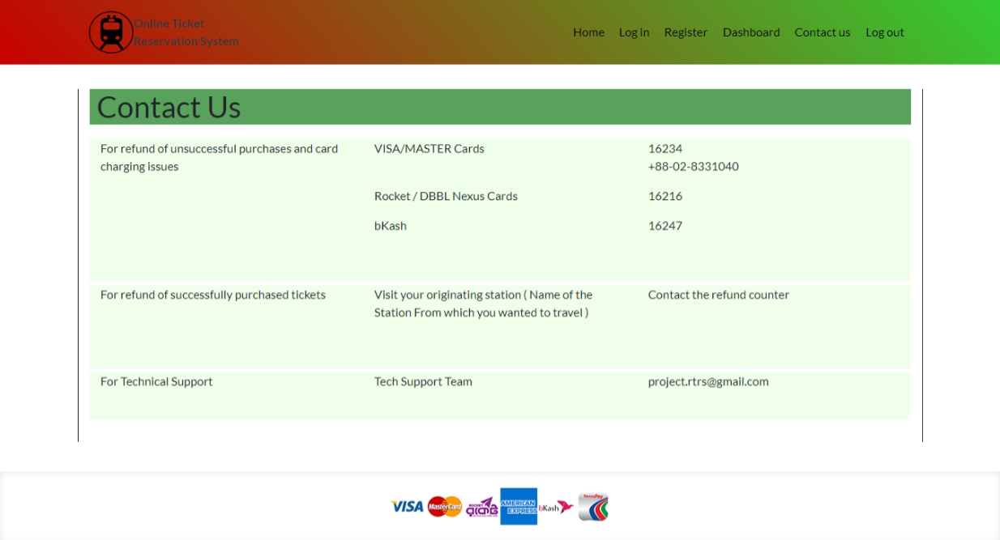 Online Ticket
Reservation System
Home Log in Register Dashboard Contact us Log out
Contact Us
For refund of unsuccessful purchases and card
charging issues
VISA/MASTER Cards
16234
+88-02-8331040
Rocket / DBBL Nexus Cards
16216
bKash
16247
For refund of successfully purchased tickets
Visit your originating station ( Name of the
Station From which you wanted to travel )
Contact the refund counter
For Technical Support
Tech Support Team
project.rtrs@gmail.com
VISA
MasterCard
ROCKET
রকেট
AMERICAN
EXPRESS
bKash
NexusPay